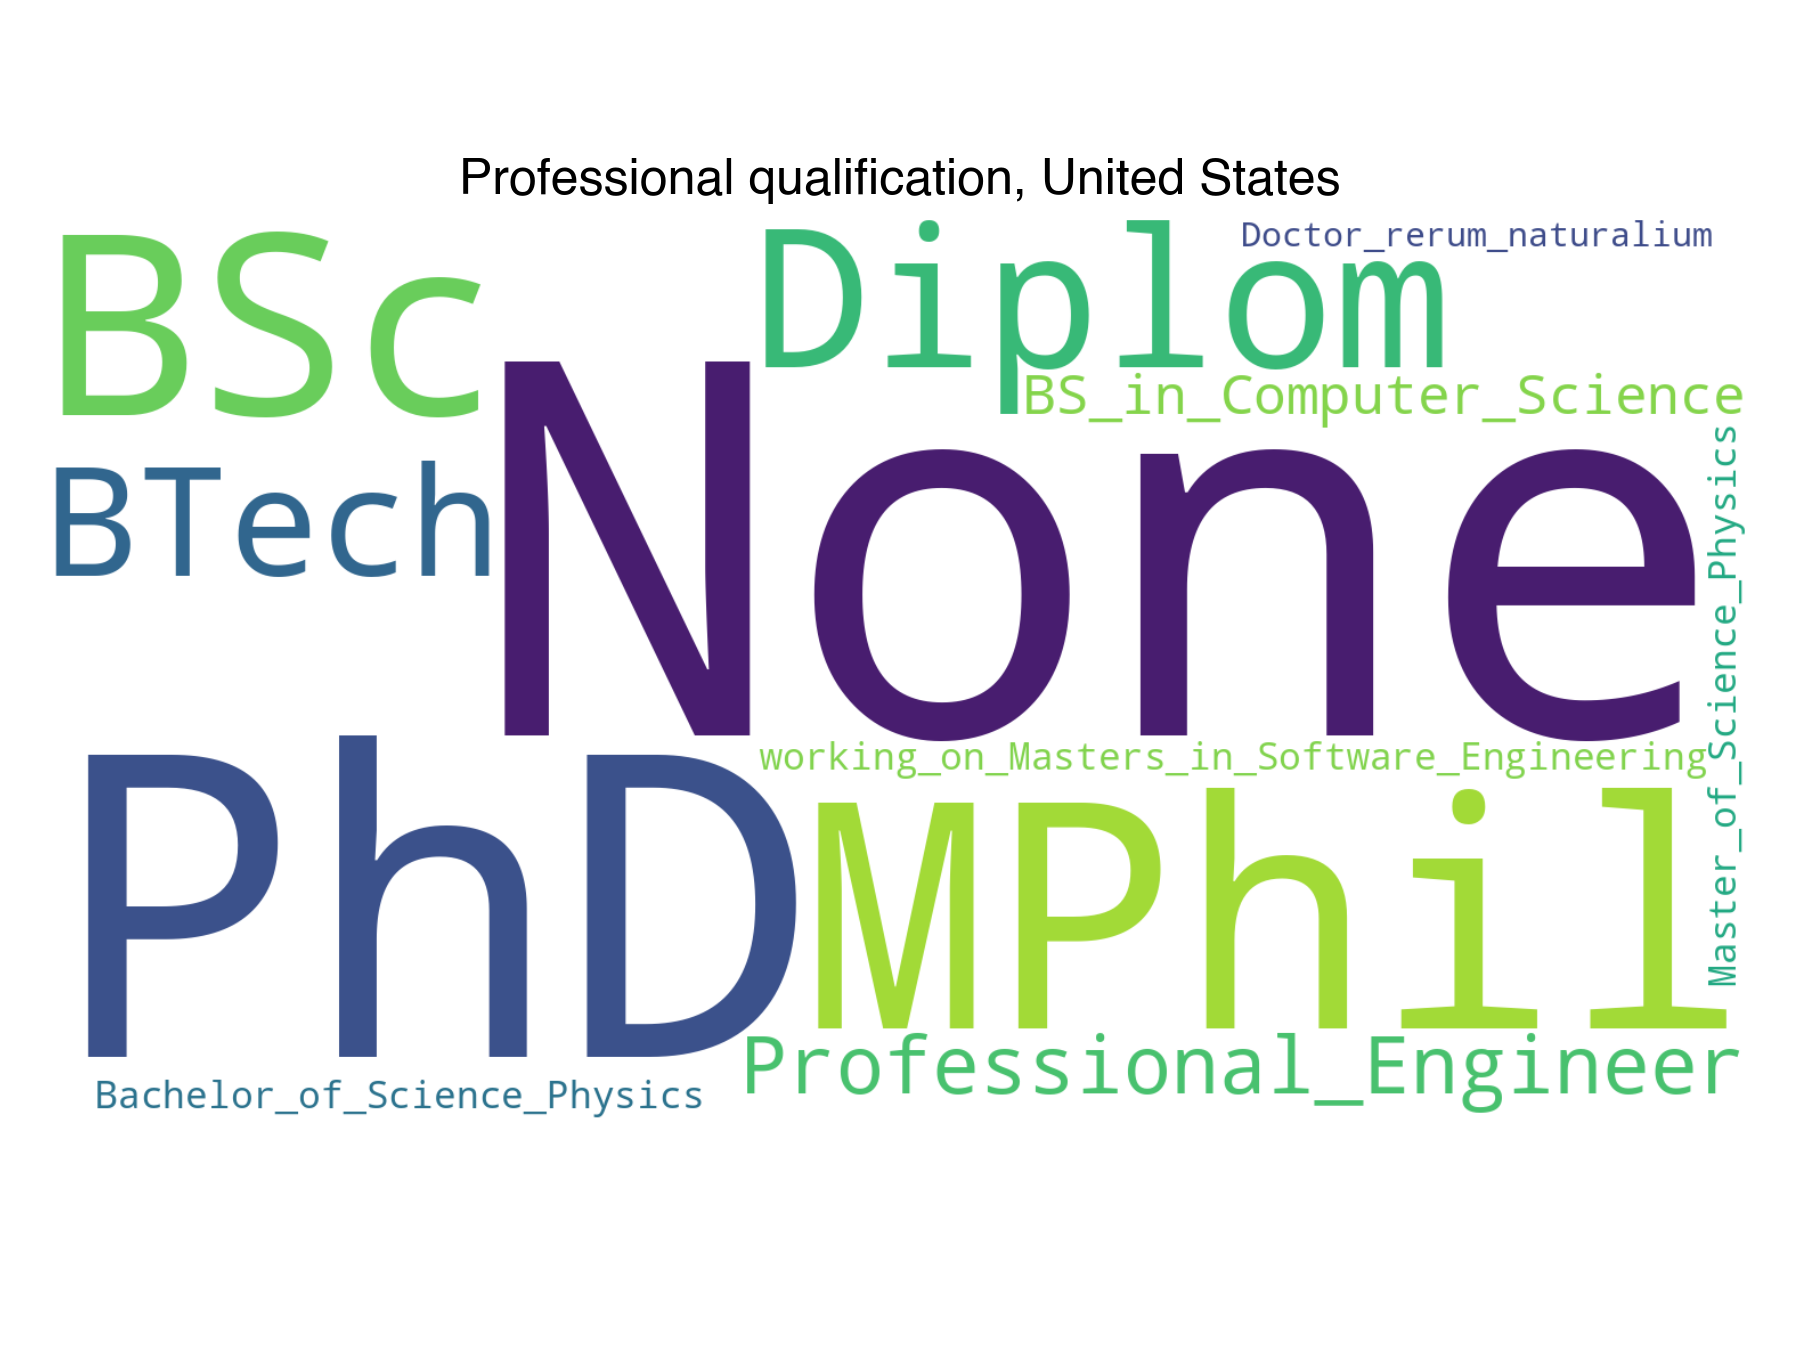 Professional qualification, United States
BSc
Diplom
Doctor_rerum_naturalium
BS_in_Computer_Science
BTech
None
Master_of_Science_Physics
working_on_Masters_in_Software_Engineering
PhD
MPhil
Professional_Engineer
Bachelor_of_Science_Physics